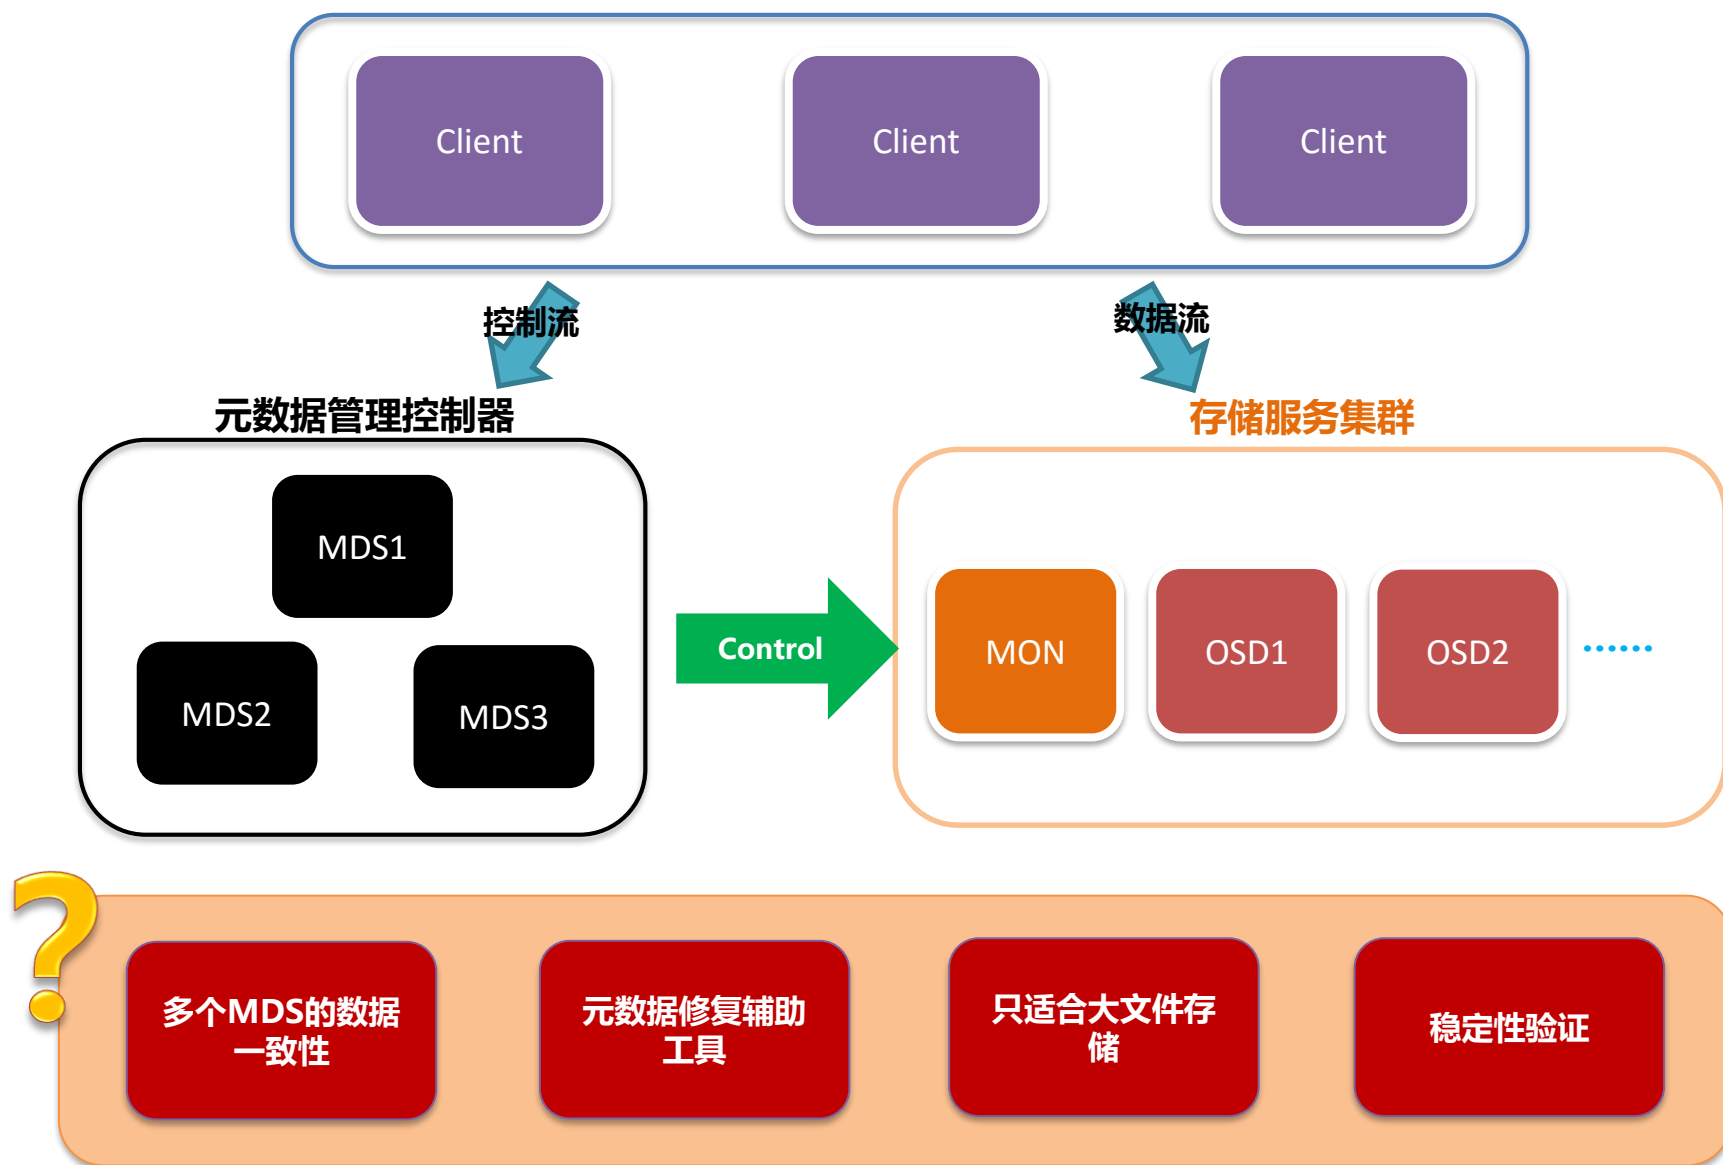 Client
Client
Client
控制流
数据流
元数据管理控制器
存储服务集群
MDS1
MDS2
MDS3
Control
MON
OSD1
OSD2
……
?
多个MDS的数据
一致性
元数据修复辅助
工具
只适合大文件存
储
稳定性验证